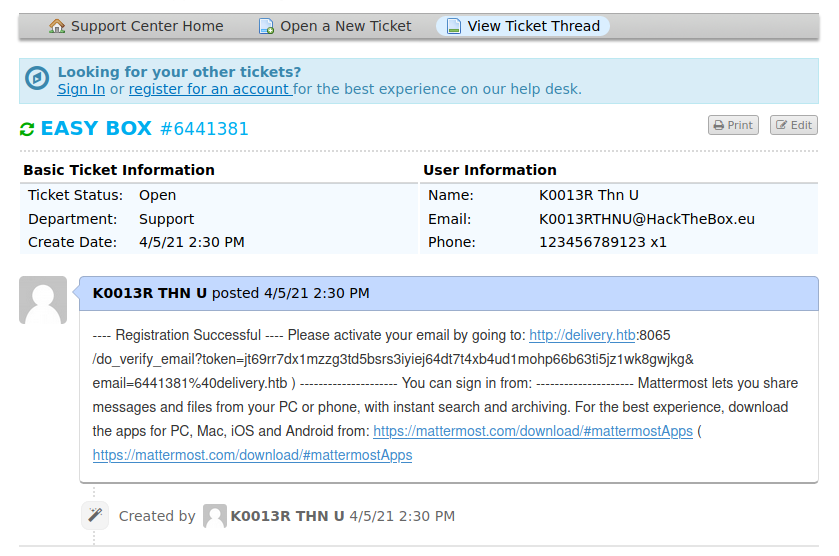 Support Center Home Open a New Ticket View Ticket Thread
Looking for your other tickets?
Sign In or register for an account for the best experience on our help desk.
EASY BOX #6441381 Print Edit
Basic Ticket Information User Information
Ticket Status: Open Name: K0013R Thn U
Department: Support Email: K0013RTHNU@HackTheBox.eu
Create Date: 4/5/21 2:30 PM Phone: 123456789123 x1
K0013R THN U posted 4/5/21 2:30 PM
---- Registration Successful ---- Please activate your email by going to: http://delivery.htb:8065
/do_verify_email?token=jt69rr7dx1mzzg3td5bsrs3iyiej64dt7t4xb4ud1mohp66b63ti5jz1wk8gwjkg&
email=6441381%40delivery.htb ) --------------------- You can sign in from: --------------------- Mattermost lets you share
messages and files from your PC or phone, with instant search and archiving. For the best experience, download
the apps for PC, Mac, iOS and Android from: https://mattermost.com/download/#mattermostApps (
https://mattermost.com/download/#mattermostApps
Created by K0013R THN U 4/5/21 2:30 PM